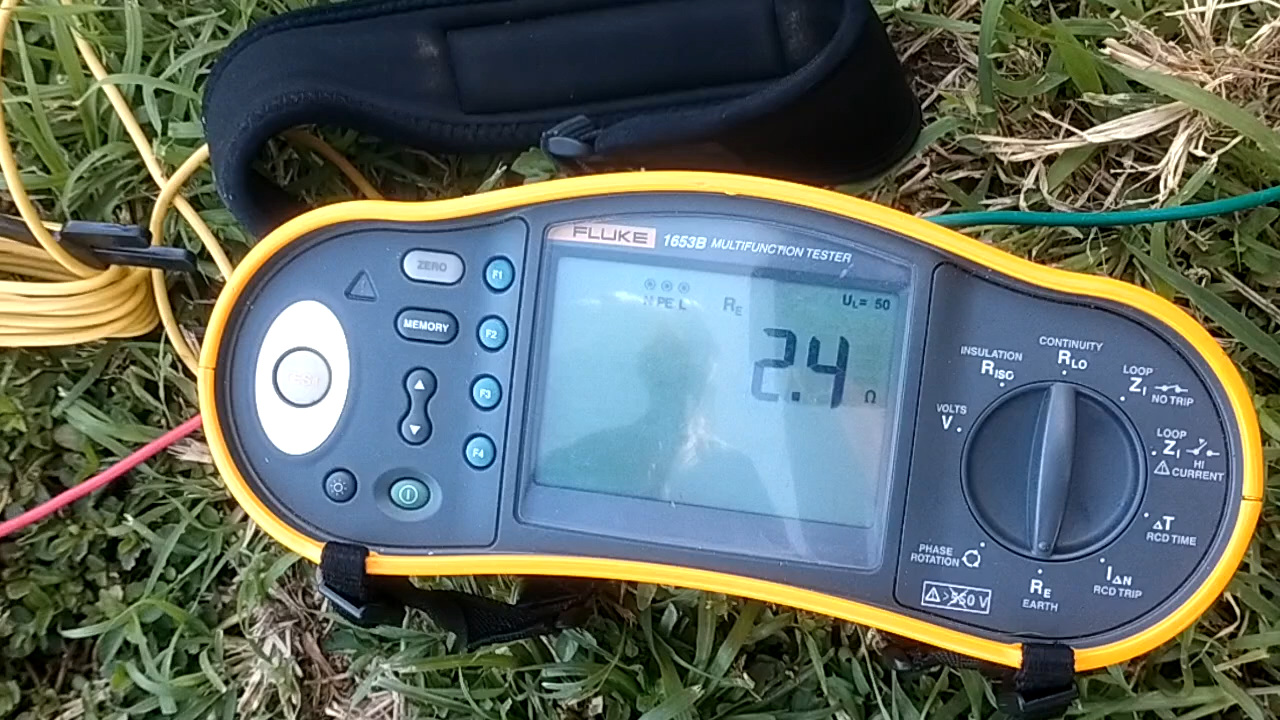 FLUKE 1653B MULTIFUNCTION TESTER
ZERO
MEMORY
TEST
F1
F2
F3
F4
N PE L
RE
UL= 50
2.4 Ω
VOLTS
V
INSULATION
RISO
CONTINUITY
RLO
LOOP
ZI
NO TRIP
LOOP
ZI
HI
CURRENT
ΔT
RCD TIME
IΔN
RCD TRIP
RE
EARTH
PHASE
ROTATION
>550 V